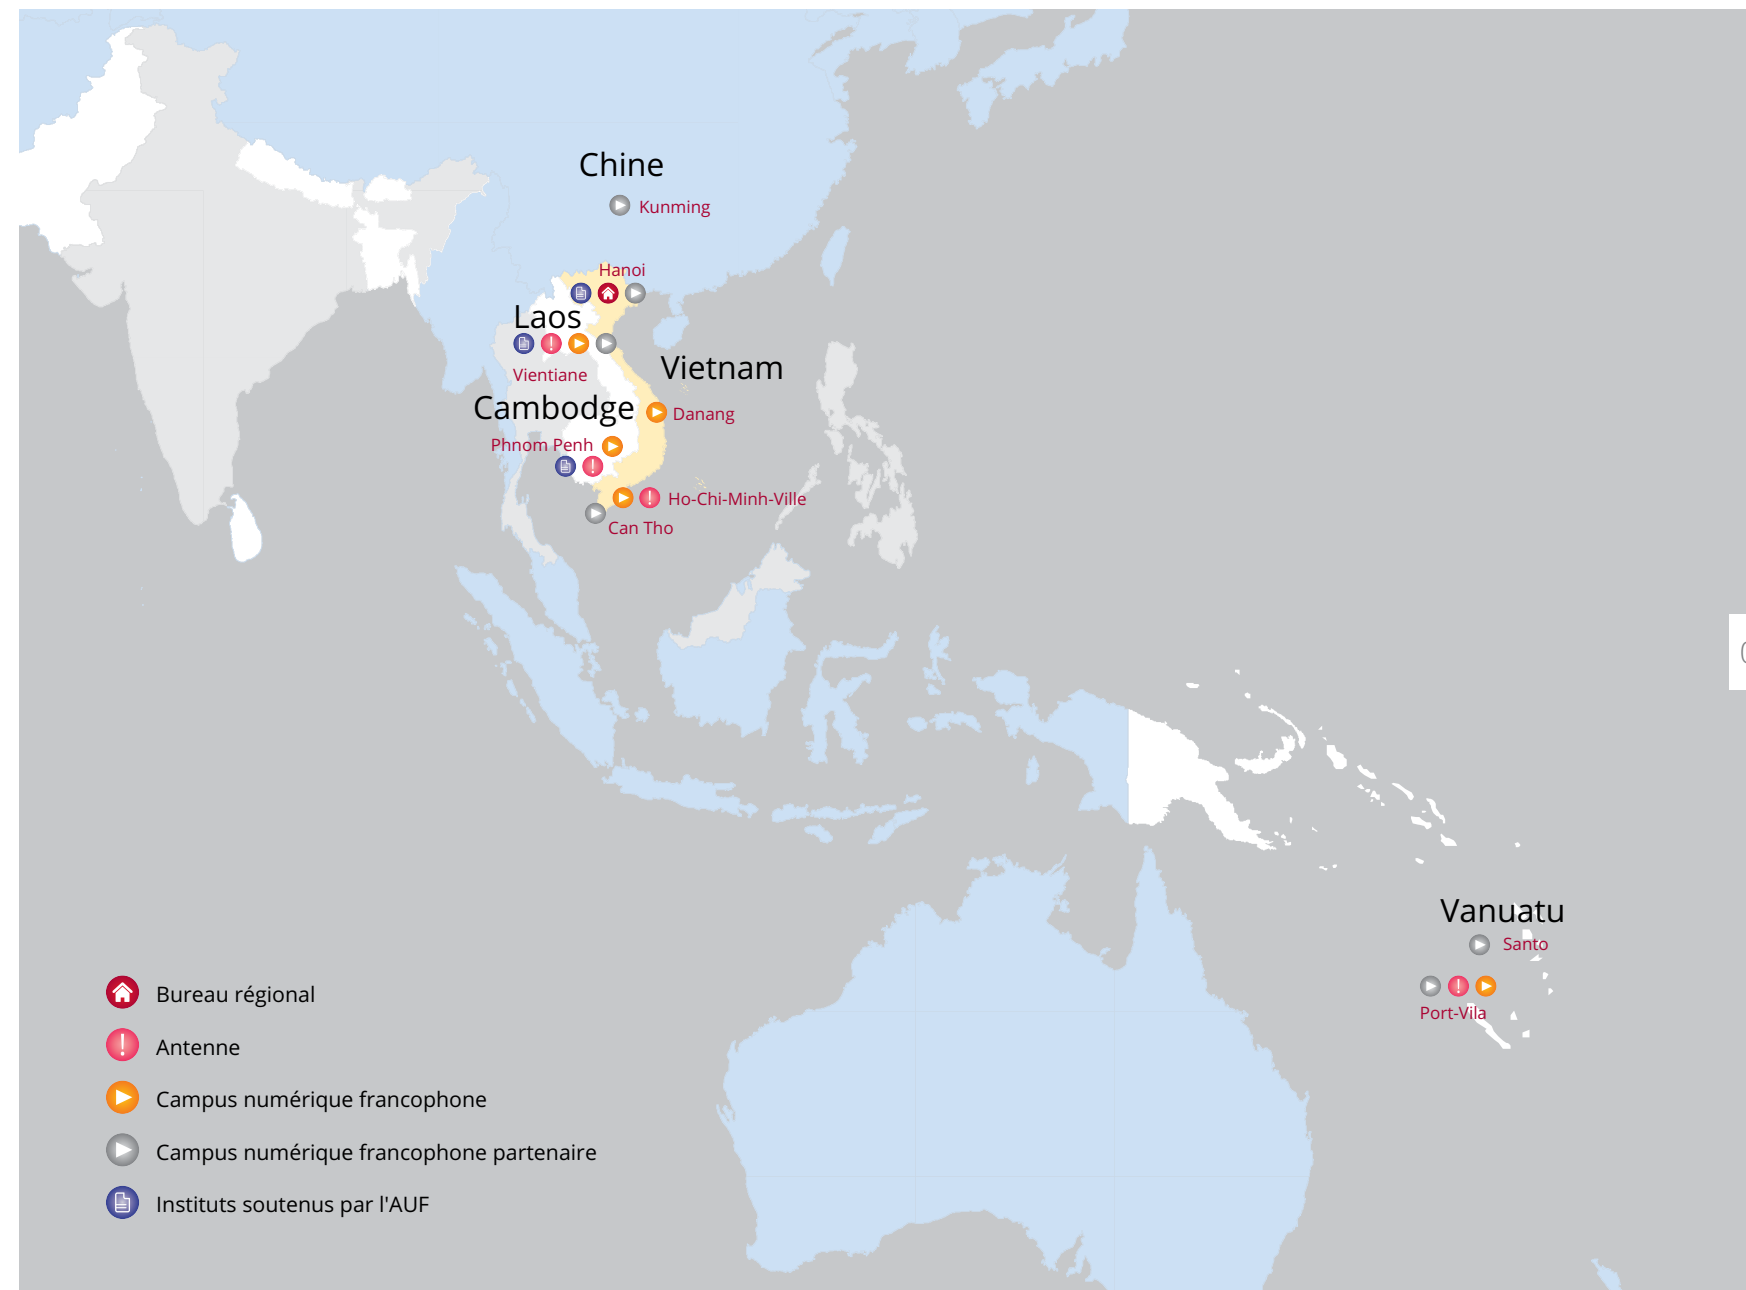 Chine
Kunming
Hanoi
Laos
Vientiane
Vietnam
Cambodge
Danang
Phnom Penh
Ho-Chi-Minh-Ville
Can Tho
Vanuatu
Santo
Port-Vila
Bureau régional
Antenne
Campus numérique francophone
Campus numérique francophone partenaire
Instituts soutenus par l'AUF